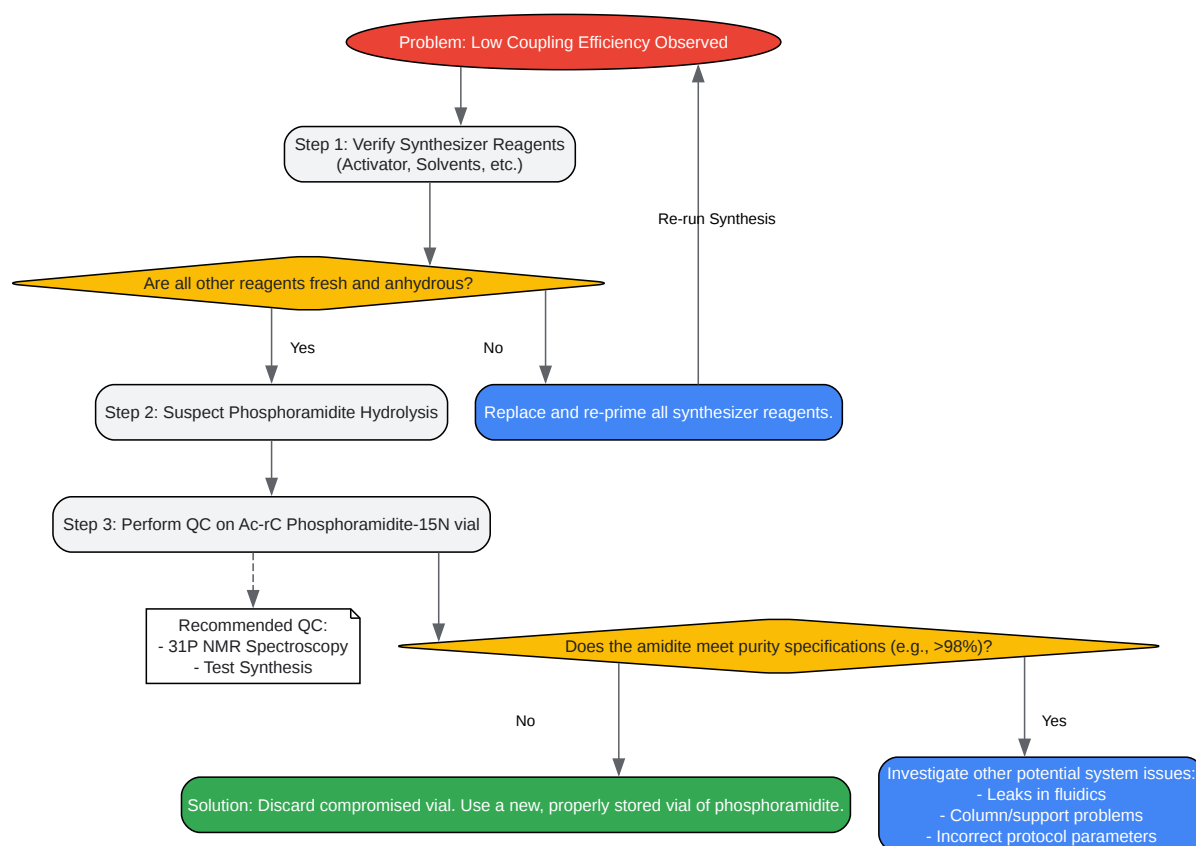 Problem: Low Coupling Efficiency Observed
Step 1: Verify Synthesizer Reagents
(Activator, Solvents, etc.)
Re-run Synthesis
Are all other reagents fresh and anhydrous?
Yes
No
Step 2: Suspect Phosphoramidite Hydrolysis
Replace and re-prime all synthesizer reagents.
Step 3: Perform QC on Ac-rC Phosphoramidite-15N vial
Recommended QC:
- 31P NMR Spectroscopy
- Test Synthesis
Does the amidite meet purity specifications (e.g., >98%)?
No
Yes
Solution: Discard compromised vial. Use a new, properly stored vial of phosphoramidite.
Investigate other potential system issues:
- Leaks in fluidics
- Column/support problems
- Incorrect protocol parameters